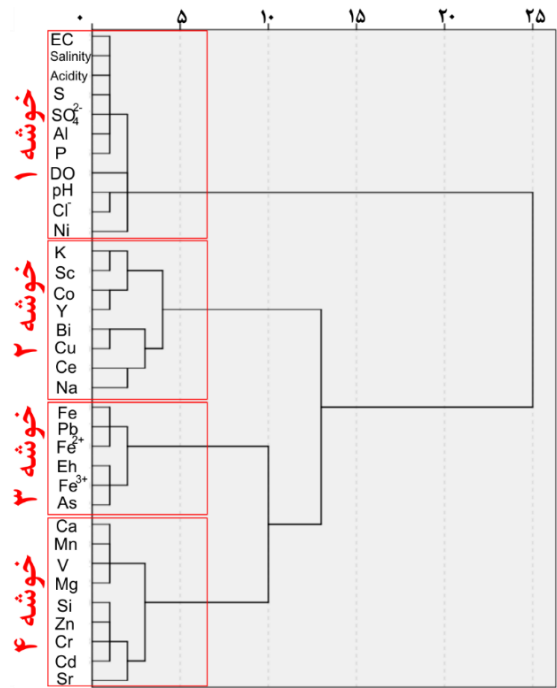 ۰ ۵ ۱۰ ۱۵ ۲۰ ۲۵
خوشه ۱
EC
Salinity
Acidity
S
SO₄²⁻
Al
P
DO
pH
Cl⁻
Ni
خوشه ۲
K
Sc
Co
Y
Bi
Cu
Ce
Na
خوشه ۳
Fe
Pb
Fe²⁺
Eh
Fe³⁺
As
خوشه ۴
Ca
Mn
V
Mg
Si
Zn
Cr
Cd
Sr